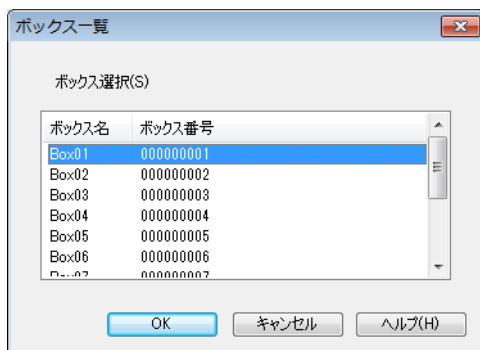 ボックス一覧
ボックス選択(S)
ボックス名 ボックス番号
Box01 000000001
Box02 000000002
Box03 000000003
Box04 000000004
Box05 000000005
Box06 000000006
Box07 000000007
OK キャンセル ヘルプ(H)